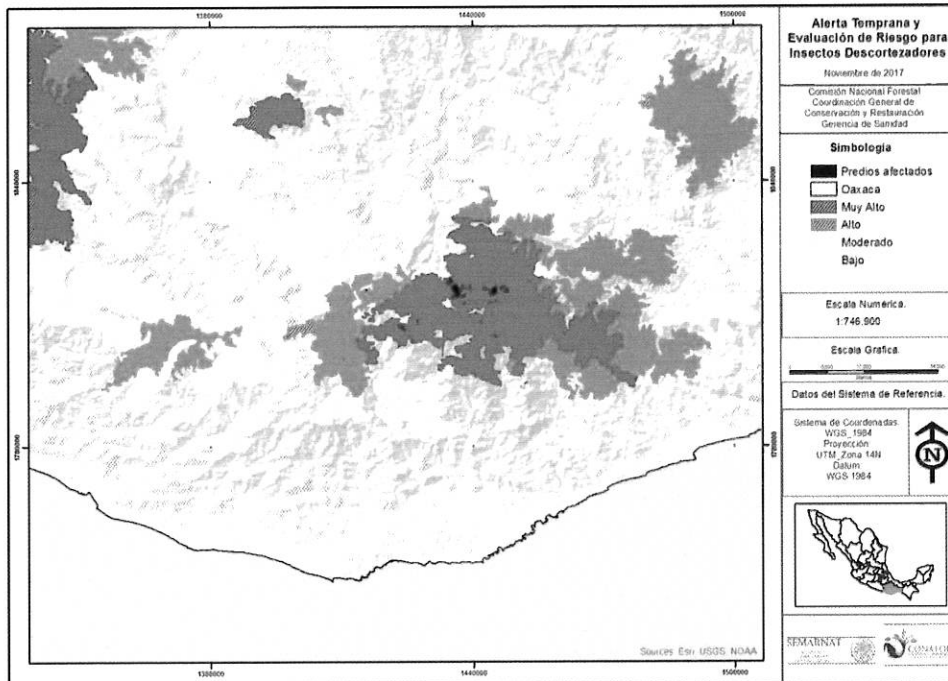 1380000
1440000
1500000
Alerta Temprana y
Evaluación de Riesgo para
Insectos Descortezadores
Noviembre de 2017
Comisión Nacional Forestal
Coordinación General de
Conservación y Restauración
Gerencia de Sanidad
Simbología
Predios afectados
Oaxaca
Muy Alto
Alto
Moderado
Bajo
Escala Numérica.
1:746,900
Escala Gráfica.
Datos del Sistema de Referencia.
Sistema de Coordenadas:
WGS_1984
Proyección:
UTM_Zona 14N
Datum:
WGS 1984
N
SEMARNAT
CONAFOR
Sources: Esri, USGS, NOAA
1380000
1440000
1500000